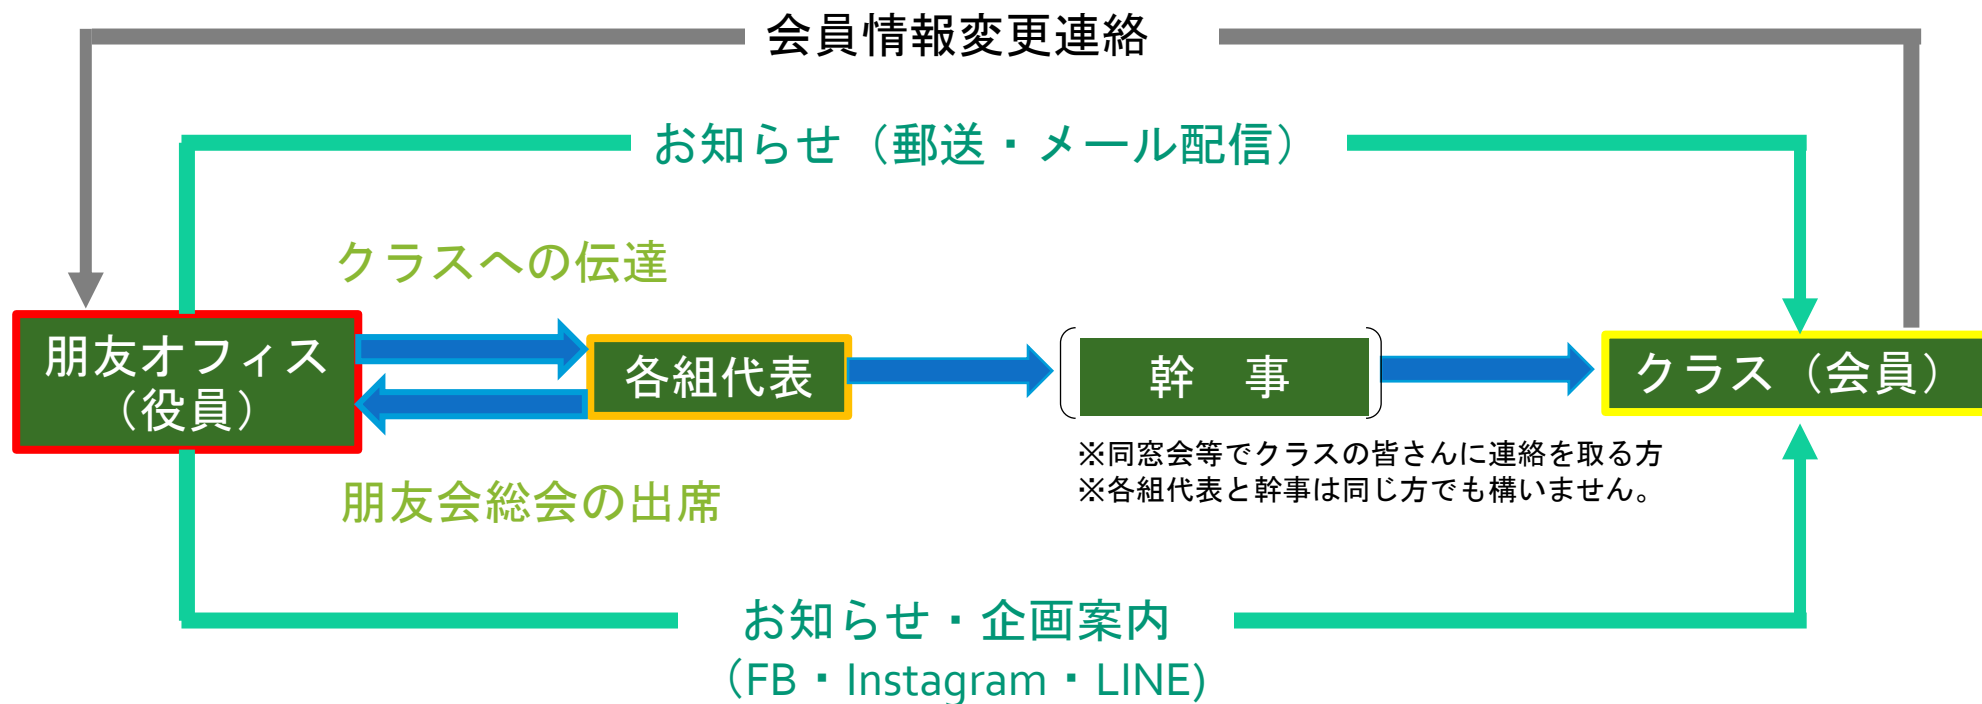 会員情報変更連絡
お知らせ（郵送・メール配信）
クラスへの伝達
朋友オフィス
（役員）
各組代表
幹　事
クラス（会員）
※同窓会等でクラスの皆さんに連絡を取る方
※各組代表と幹事は同じ方でも構いません。
朋友会総会の出席
お知らせ・企画案内
（FB・Instagram・LINE)